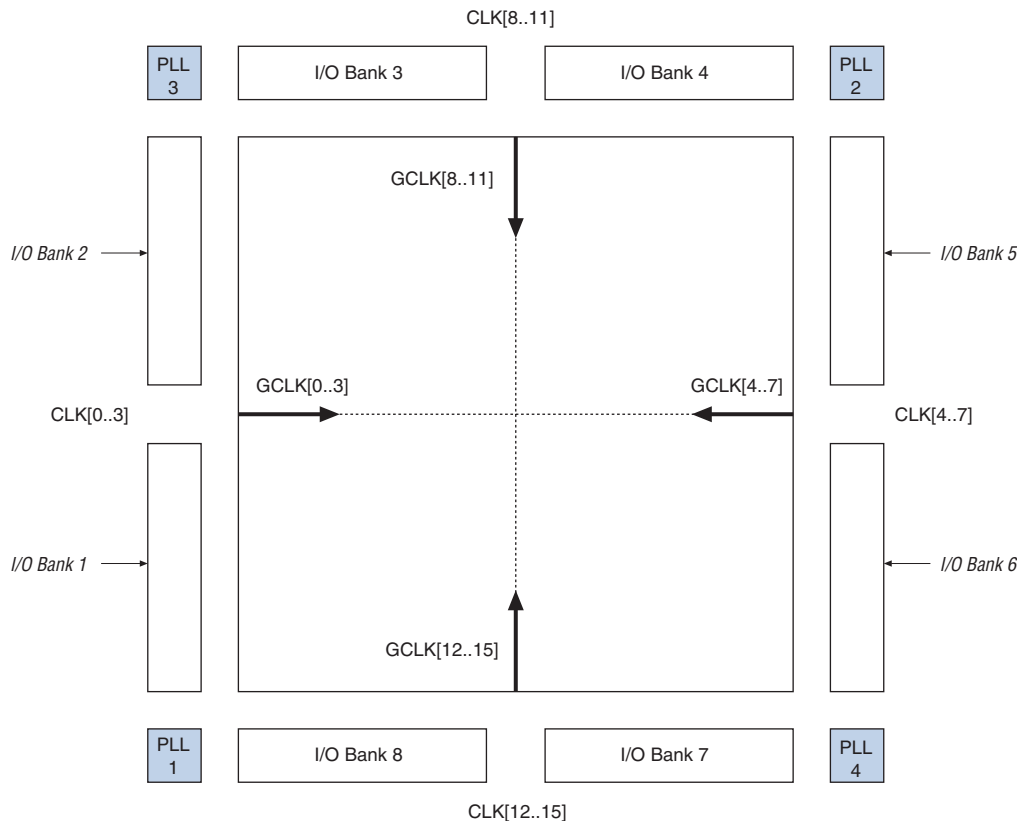 CLK[8..11]
PLL
3
I/O Bank 3
I/O Bank 4
PLL
2
GCLK[8..11]
I/O Bank 2
I/O Bank 5
GCLK[0..3]
GCLK[4..7]
CLK[0..3]
CLK[4..7]
I/O Bank 1
I/O Bank 6
GCLK[12..15]
PLL
1
I/O Bank 8
I/O Bank 7
PLL
4
CLK[12..15]